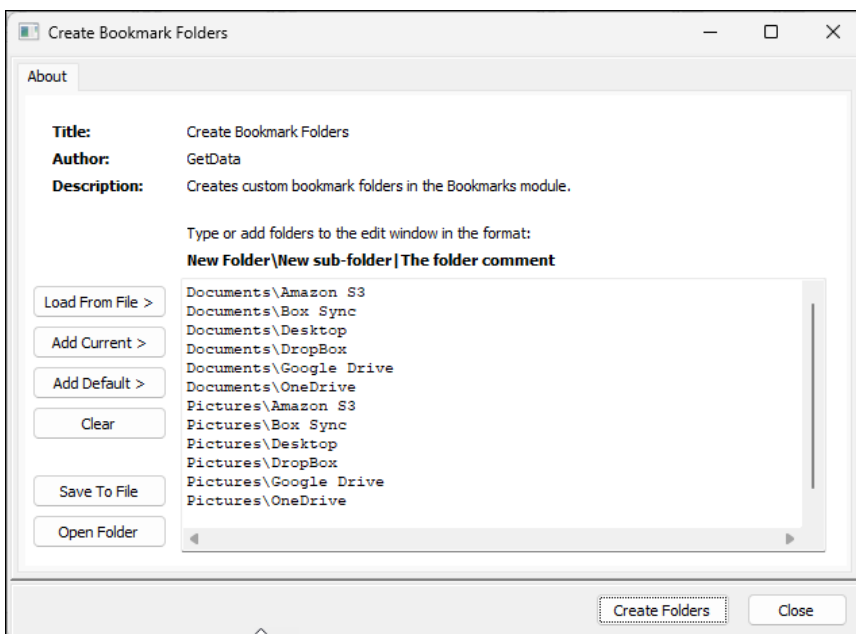 Create Bookmark Folders
About
Title: Create Bookmark Folders
Author: GetData
Description: Creates custom bookmark folders in the Bookmarks module.
Type or add folders to the edit window in the format:
New Folder\New sub-folder|The folder comment
Load From File >
Add Current >
Add Default >
Clear
Save To File
Open Folder
Documents\Amazon S3
Documents\Box Sync
Documents\Desktop
Documents\DropBox
Documents\Google Drive
Documents\OneDrive
Pictures\Amazon S3
Pictures\Box Sync
Pictures\Desktop
Pictures\DropBox
Pictures\Google Drive
Pictures\OneDrive
Create Folders
Close